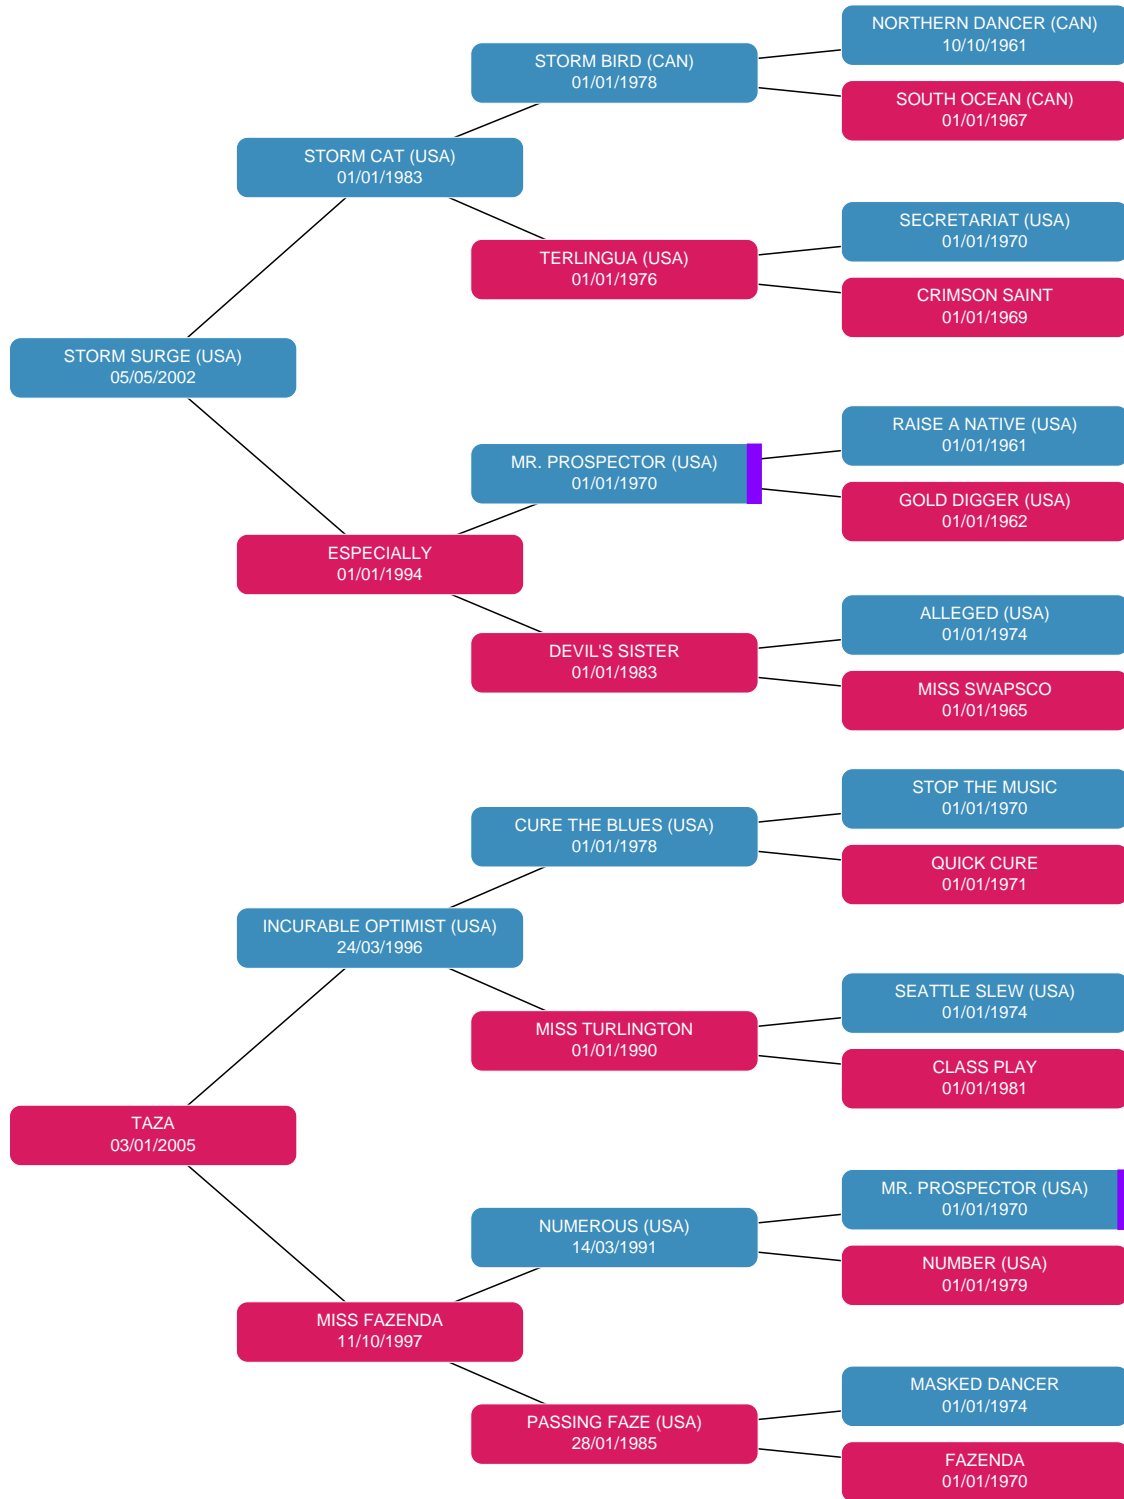 NORTHERN DANCER (CAN)
10/10/1961
STORM BIRD (CAN)
01/01/1978
SOUTH OCEAN (CAN)
01/01/1967
STORM CAT (USA)
01/01/1983
SECRETARIAT (USA)
01/01/1970
TERLINGUA (USA)
01/01/1976
CRIMSON SAINT
01/01/1969
STORM SURGE (USA)
05/05/2002
RAISE A NATIVE (USA)
01/01/1961
MR. PROSPECTOR (USA)
01/01/1970
GOLD DIGGER (USA)
01/01/1962
ESPECIALLY
01/01/1994
ALLEGED (USA)
01/01/1974
DEVIL'S SISTER
01/01/1983
MISS SWAPSCO
01/01/1965
STOP THE MUSIC
01/01/1970
CURE THE BLUES (USA)
01/01/1978
QUICK CURE
01/01/1971
INCURABLE OPTIMIST (USA)
24/03/1996
SEATTLE SLEW (USA)
01/01/1974
MISS TURLINGTON
01/01/1990
CLASS PLAY
01/01/1981
TAZA
03/01/2005
MR. PROSPECTOR (USA)
01/01/1970
NUMEROUS (USA)
14/03/1991
NUMBER (USA)
01/01/1979
MISS FAZENDA
11/10/1997
MASKED DANCER
01/01/1974
PASSING FAZE (USA)
28/01/1985
FAZENDA
01/01/1970